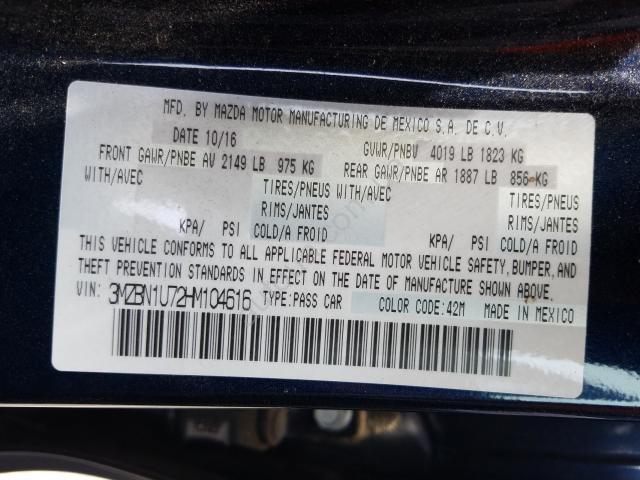 MFD. BY MAZDA MOTOR MANUFACTURING DE MEXICO S.A. DE C.V.
DATE 10/16 GVWR/PNBV 4019 LB 1823 KG
FRONT GAWR/PNBE AV 2149 LB 975 KG REAR GAWR/PNBE AR 1887 LB 856 KG
WITH/AVEC TIRES/PNEUS WITH/AVEC TIRES/PNEUS
RIMS/JANTES RIMS/JANTES
KPA/ PSI COLD/A FROID KPA/ PSI COLD/A FROID
THIS VEHICLE CONFORMS TO ALL APPLICABLE FEDERAL MOTOR VEHICLE SAFETY, BUMPER, AND
THEFT PREVENTION STANDARDS IN EFFECT ON THE DATE OF MANUFACTURE SHOWN ABOVE.
VIN: 3MZBN1U72HM104616 TYPE: PASS CAR COLOR CODE: 42M MADE IN MEXICO